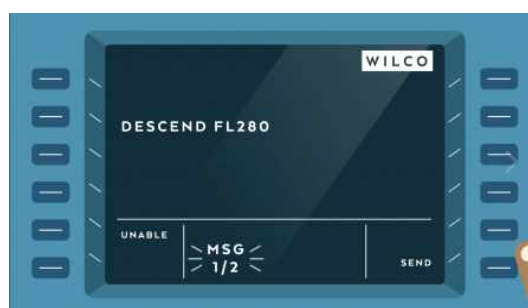 WILCO
DESCEND FL280
UNABLE
MSG
1/2
SEND